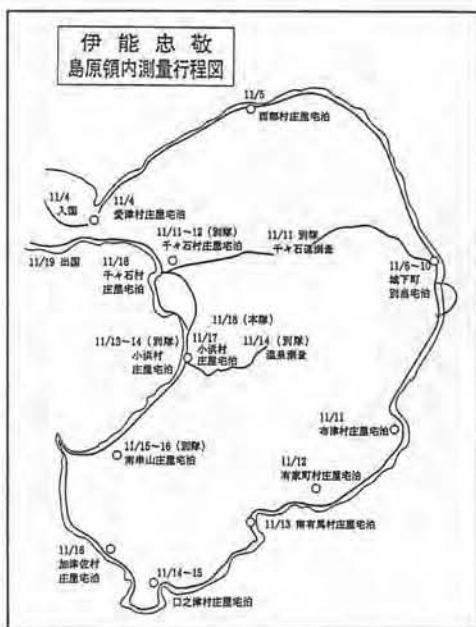 伊能忠敬
島原領内測量行程図
11/5
西郷村庄屋宅泊
11/4
入国
11/4
愛津村庄屋宅泊
11/11~12（別隊）
千々石村庄屋宅泊
11/11 別隊
千々石道測量
11/19 出国
11/18
千々石村
庄屋宅泊
11/6~10
城下町
別当宅泊
11/18（本隊）
11/13~14（別隊）
小浜村
庄屋宅泊
11/17
小浜村
庄屋宅泊
11/14（別隊）
温泉測量
11/11
布津村庄屋宅泊
11/15~16（別隊）
南串山庄屋宅泊
11/12
有家町村庄屋宅泊
11/13 南有馬村庄屋宅泊
11/16
加津佐村
庄屋宅泊
11/14~15
口之津村庄屋宅泊